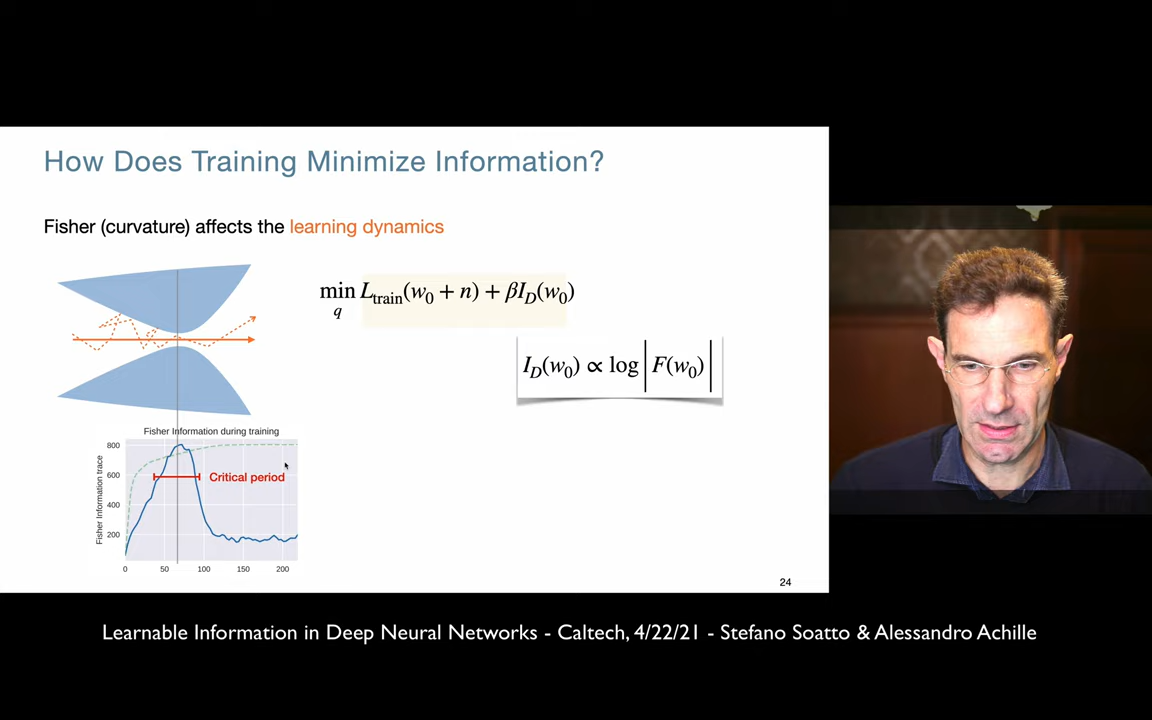 How Does Training Minimize Information?
Fisher (curvature) affects the learning dynamics
min L_train(w_0 + n) + βI_D(w_0)
q
I_D(w_0) ∝ log |F(w_0)|
Fisher Information during training
800
600
400
200
Fisher Information trace
Critical period
0 50 100 150 200
24
Learnable Information in Deep Neural Networks - Caltech, 4/22/21 - Stefano Soatto & Alessandro Achille